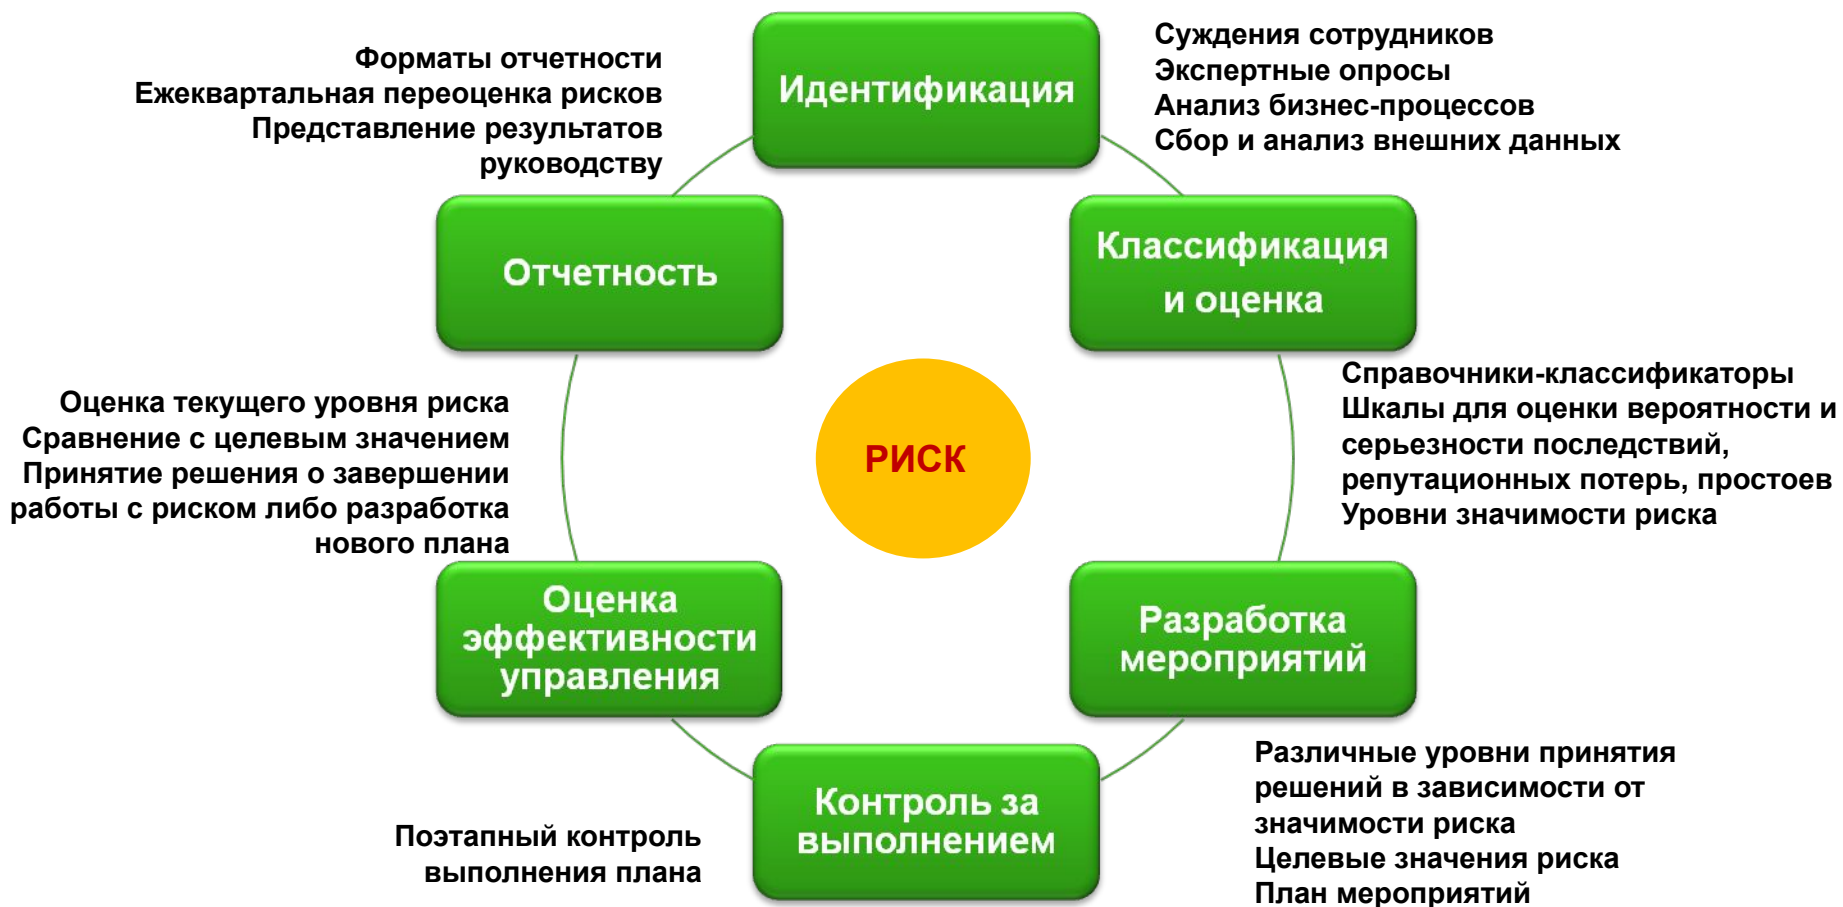 Идентификация
Суждения сотрудников
Экспертные опросы
Анализ бизнес-процессов
Сбор и анализ внешних данных
Классификация
и оценка
Справочники-классификаторы
Шкалы для оценки вероятности и
серьезности последствий,
репутационных потерь, простоев
Уровни значимости риска
Разработка
мероприятий
Различные уровни принятия
решений в зависимости от
значимости риска
Целевые значения риска
План мероприятий
Контроль за
выполнением
Поэтапный контроль
выполнения плана
Оценка
эффективности
управления
Оценка текущего уровня риска
Сравнение с целевым значением
Принятие решения о завершении
работы с риском либо разработка
нового плана
Отчетность
Форматы отчетности
Ежеквартальная переоценка рисков
Представление результатов
руководству
РИСК